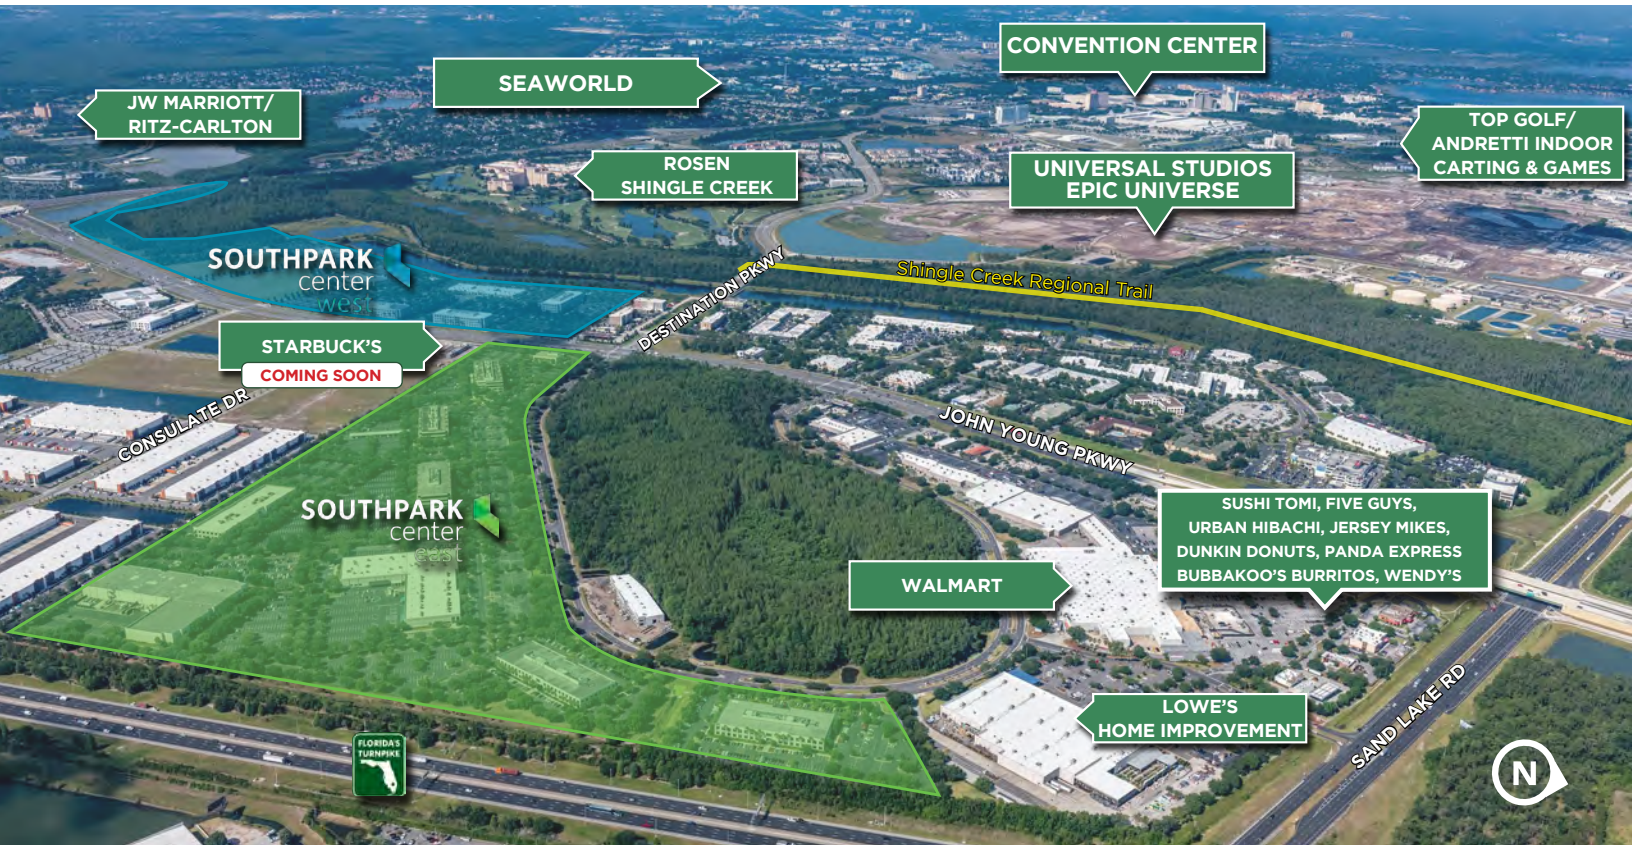 CONVENTION CENTER
SEAWORLD
JW MARRIOTT/
RITZ-CARLTON
TOP GOLF/
ANDRETTI INDOOR
CARTING & GAMES
ROSEN
SHINGLE CREEK
UNIVERSAL STUDIOS
EPIC UNIVERSE
SOUTHPARK
center
west
DESTINATION PKWY
Shingle Creek Regional Trail
STARBUCK'S
COMING SOON
CONSULATE DR
JOHN YOUNG PKWY
SOUTHPARK
center
east
SUSHI TOMI, FIVE GUYS,
URBAN HIBACHI, JERSEY MIKES,
DUNKIN DONUTS, PANDA EXPRESS
BUBBAKOO'S BURRITOS, WENDY'S
WALMART
LOWE'S
HOME IMPROVEMENT
SAND LAKE RD
FLORIDA'S
TURNPIKE
N